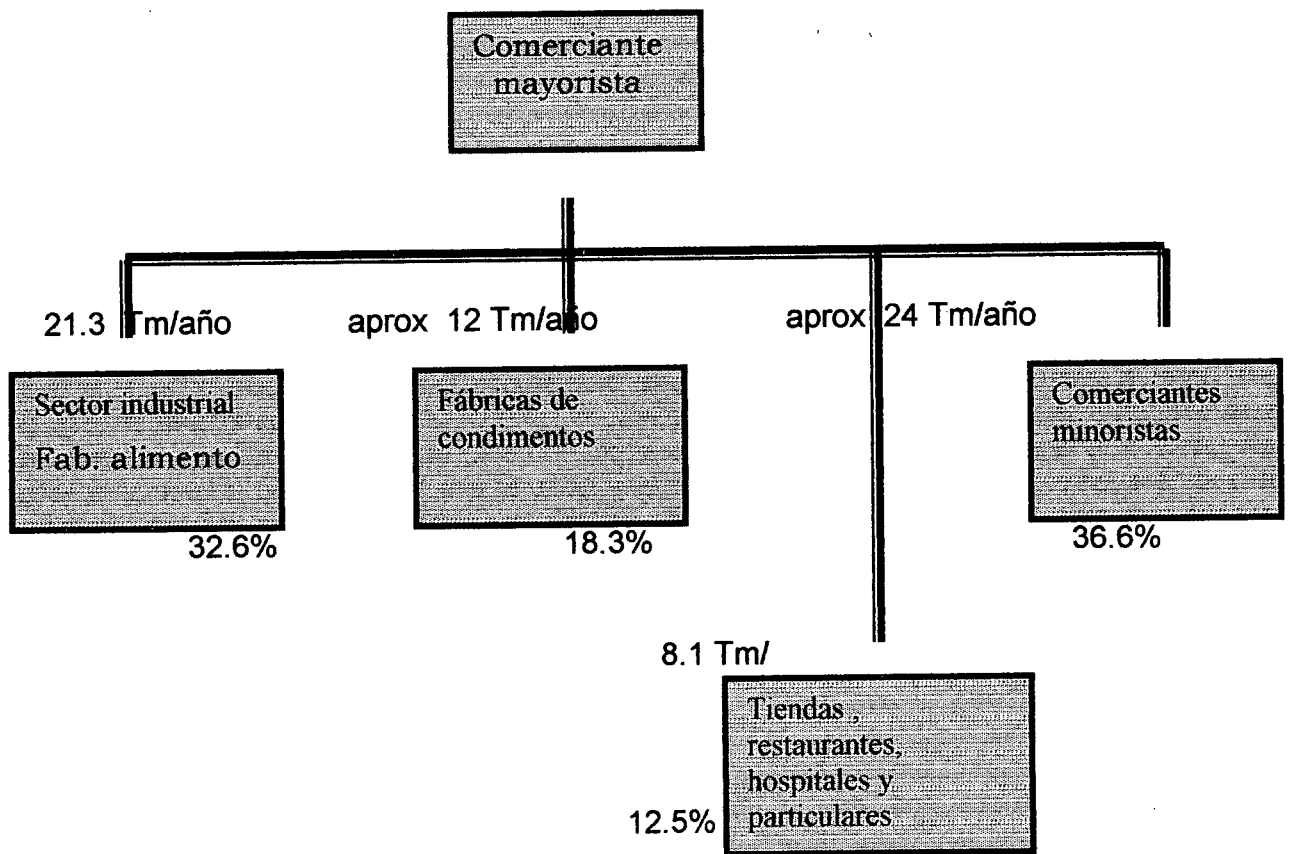 Comerciante
mayorista
21.3 Tm/año
aprox 12 Tm/año
aprox 24 Tm/año
Sector industrial
Fab. alimento
32.6%
Fábricas de
condimentos
18.3%
Comerciantes
minoristas
36.6%
8.1 Tm/
Tiendas ,
restaurantes,
hospitales y
particulares
12.5%